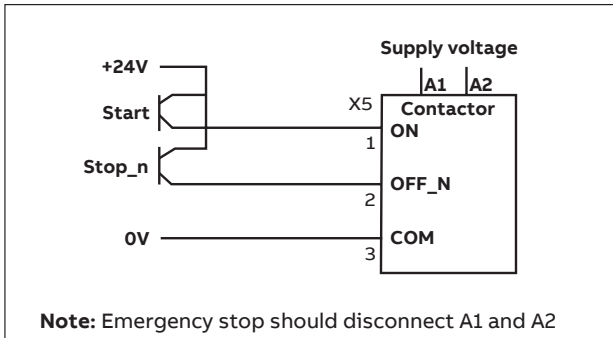 Supply voltage
+24V
A1 A2
X5 Contactor
Start
ON
1
Stop_n
OFF_N
2
0V COM
3
Note: Emergency stop should disconnect A1 and A2